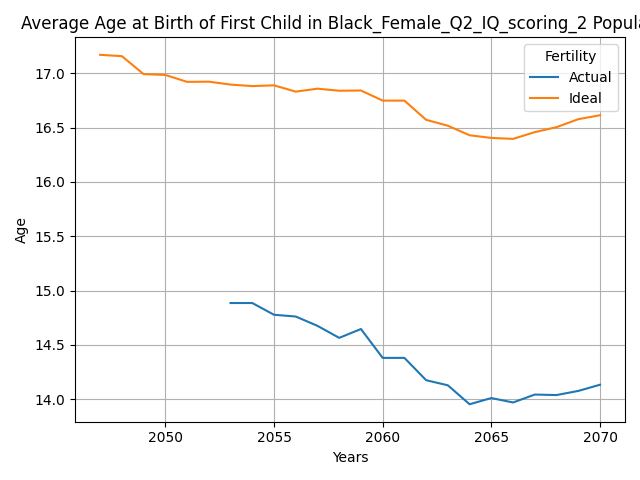 Average Age at Birth of First Child in Black_Female_Q2_IQ_scoring_2 Popula
Fertility
Actual
Ideal
17.0
16.5
16.0
15.5
15.0
14.5
14.0
Age
2050 2055 2060 2065 2070
Years